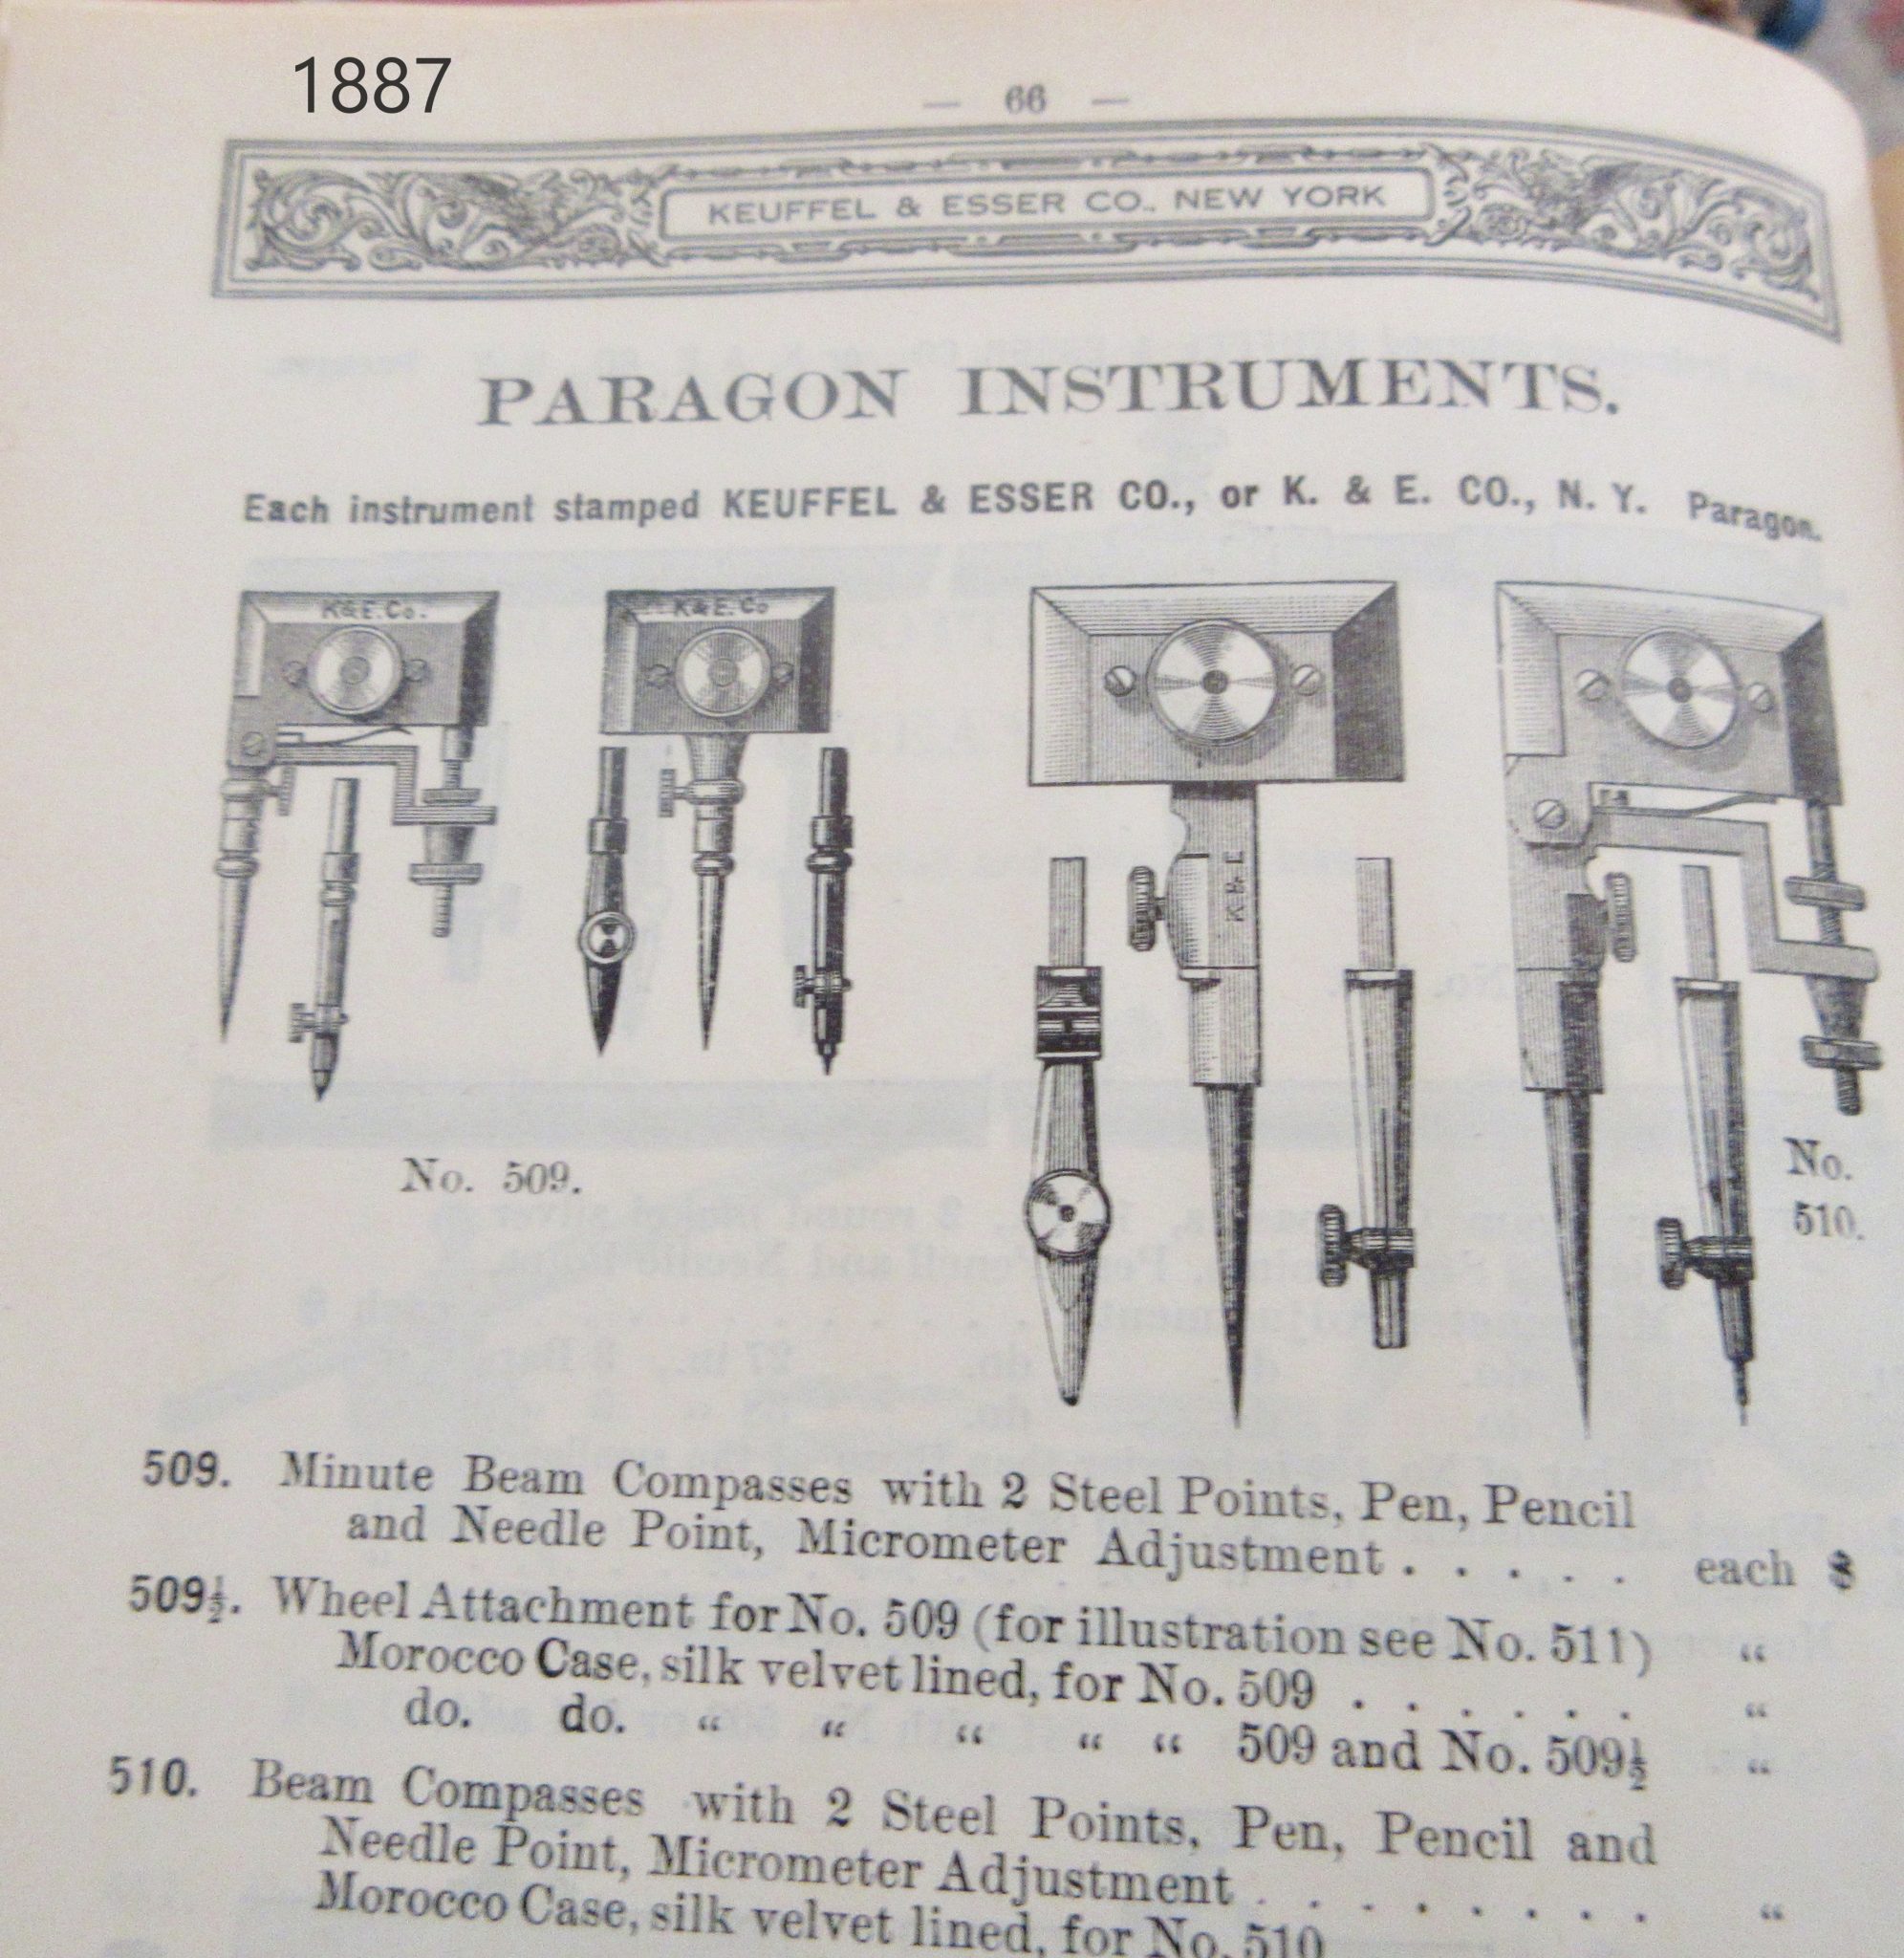 1887
— 66 —
KEUFFEL & ESSER CO., NEW YORK
PARAGON INSTRUMENTS.
Each instrument stamped KEUFFEL & ESSER CO., or K. & E. CO., N. Y. Paragon.
K&E.Co.
K&E.Co
K & E
No. 509.
No.
510.
509. Minute Beam Compasses with 2 Steel Points, Pen, Pencil
and Needle Point, Micrometer Adjustment . . . . . each $
509½. Wheel Attachment for No. 509 (for illustration see No. 511) “
Morocco Case, silk velvet lined, for No. 509 . . . . . . “
do. do. “ “ “ “ “ 509 and No. 509½ “
510. Beam Compasses with 2 Steel Points, Pen, Pencil and
Needle Point, Micrometer Adjustment . . . . . . . . “
Morocco Case, silk velvet lined, for No. 510